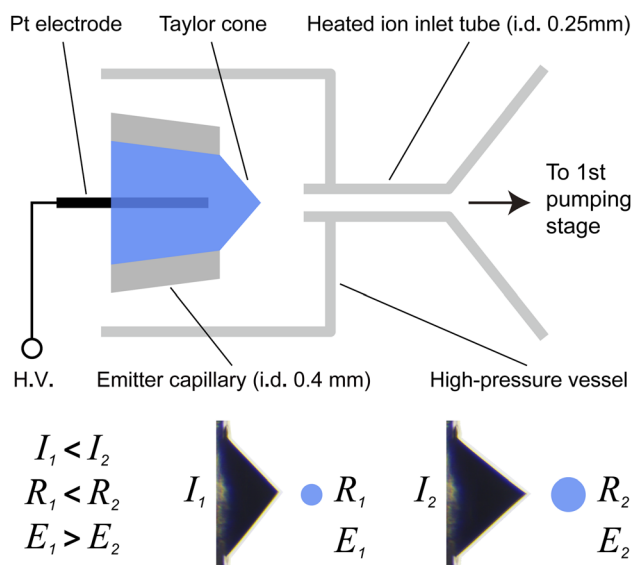 Pt electrode
Taylor cone
Heated ion inlet tube (i.d. 0.25mm)
To 1st
pumping
stage
H.V.
Emitter capillary (i.d. 0.4 mm)
High-pressure vessel
I₁ < I₂
R₁ < R₂
E₁ > E₂
I₁
R₁
E₁
I₂
R₂
E₂